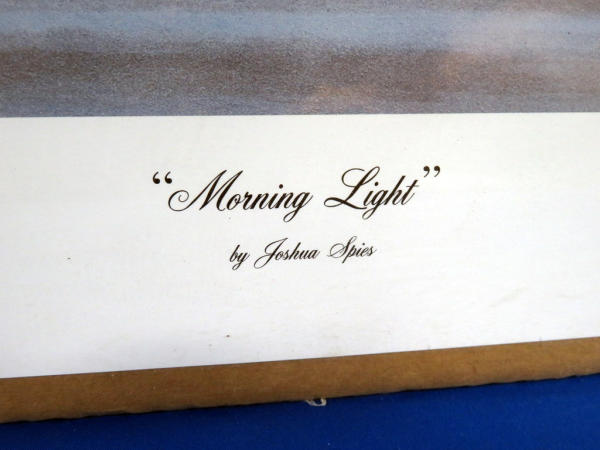 “Morning Light”
by Joshua Spies